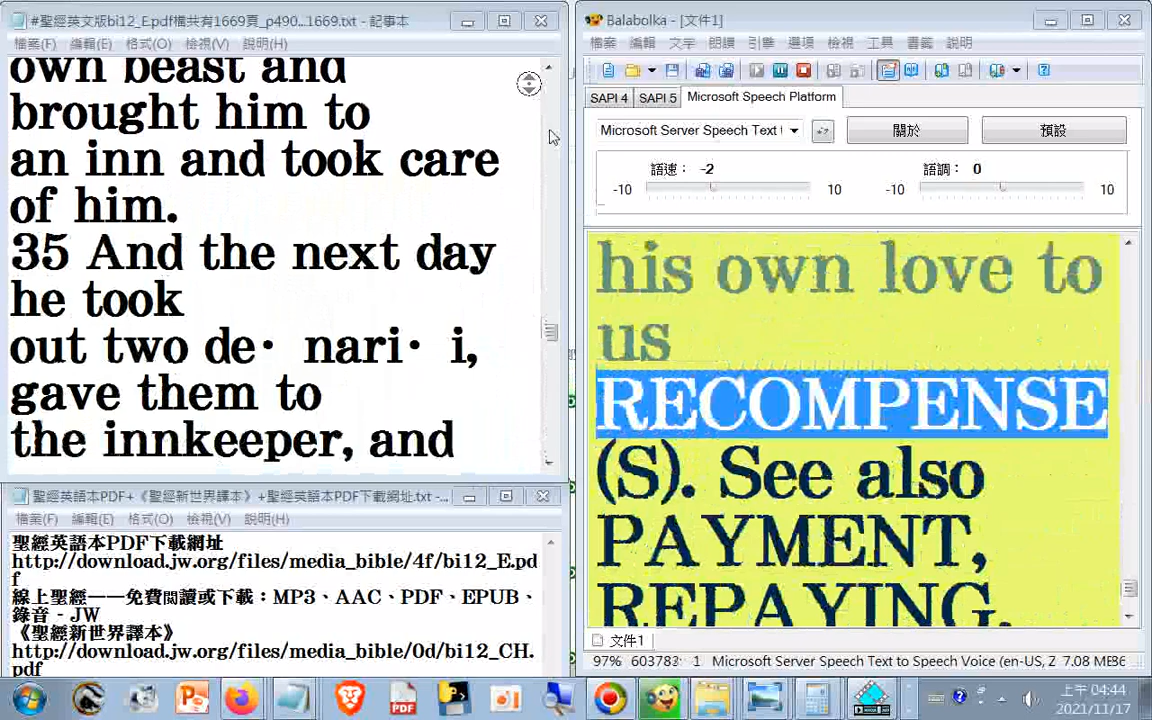 #聖經英文版bi12_E.pdf橫共有1669頁_p490...1669.txt - 記事本
檔案(F) 編輯(E) 格式(O) 檢視(V) 說明(H)
own beast and
brought him to
an inn and took care
of him.
35 And the next day
he took
out two de· nari· i,
gave them to
the innkeeper, and
聖經英語本PDF+《聖經新世界譯本》+聖經英語本PDF下載網址.txt -...
檔案(F) 編輯(E) 格式(O) 檢視(V) 說明(H)
聖經英語本PDF下載網址
http://download.jw.org/files/media_bible/4f/bi12_E.pd
f
線上聖經——免費閱讀或下載：MP3、AAC、PDF、EPUB、
錄音 - JW
《聖經新世界譯本》
http://download.jw.org/files/media_bible/0d/bi12_CH.
pdf
Balabolka - [文件1]
檔案 編輯 文字 朗讀 引擎 選項 檢視 工具 書籤 說明
SAPI 4 SAPI 5 Microsoft Speech Platform
Microsoft Server Speech Text 關於 預設
語速： -2 語調： 0
-10 10 -10 10
his own love to
us
RECOMPENSE
(S). See also
PAYMENT,
REPAYING.
文件1
97% 603783 1 Microsoft Server Speech Text to Speech Voice (en-US, Z 7.08 MB
PDF
上午 04:44
2021/11/17